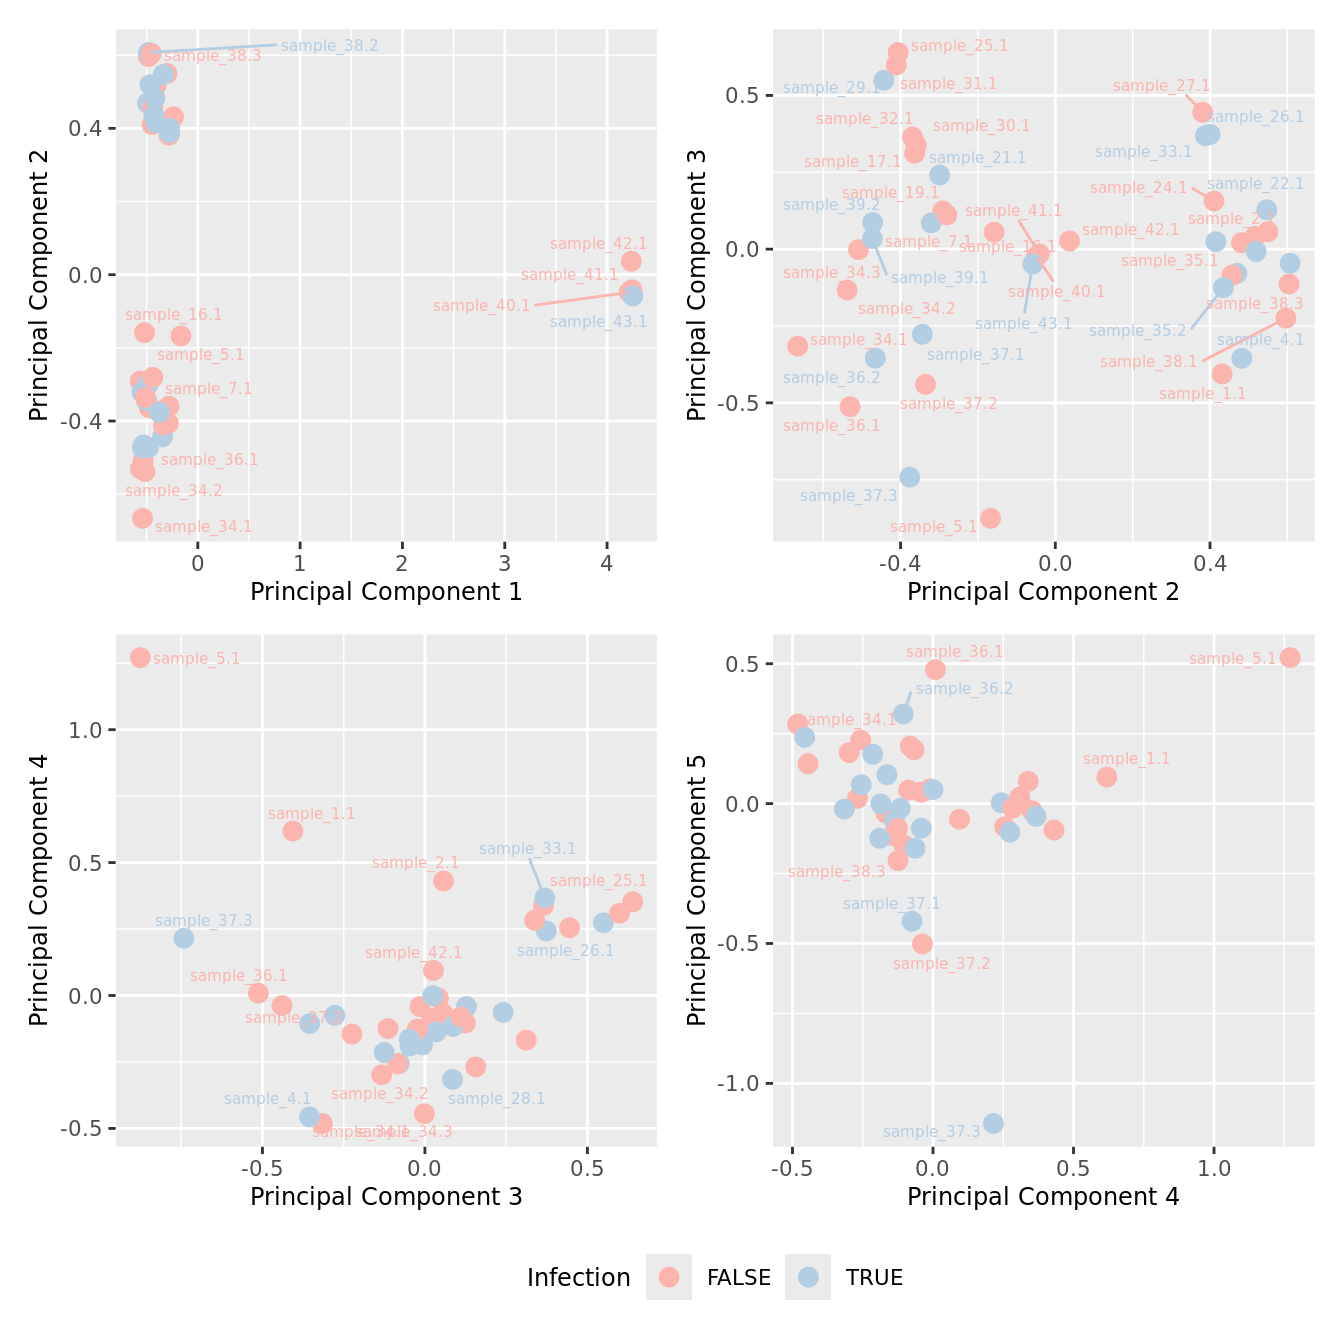 sample_38.2
sample_38.3
sample_42.1
sample_41.1
sample_40.1
sample_43.1
sample_16.1
sample_5.1
sample_7.1
sample_36.1
sample_34.2
sample_34.1
0.4
0.0
-0.4
0
1
2
3
4
Principal Component 1
Principal Component 2
sample_25.1
sample_29.1
sample_31.1
sample_27.1
sample_26.1
sample_32.1
sample_30.1
sample_33.1
sample_17.1
sample_21.1
sample_24.1
sample_22.1
sample_19.1
sample_39.2
sample_41.1
sample_42.1
sample_7.1
sample_16.1
sample_35.1
sample_34.3
sample_39.1
sample_40.1
sample_38.3
sample_34.2
sample_43.1
sample_35.2
sample_34.1
sample_4.1
sample_37.1
sample_38.1
sample_36.2
sample_1.1
sample_37.2
sample_36.1
sample_37.3
sample_5.1
0.5
0.0
-0.5
-0.4
0.0
0.4
Principal Component 2
Principal Component 3
sample_5.1
sample_1.1
sample_33.1
sample_2.1
sample_25.1
sample_37.3
sample_26.1
sample_42.1
sample_36.1
sample_34.2
sample_4.1
sample_28.1
sample_34.1
sample_34.3
1.0
0.5
0.0
-0.5
-0.5
0.0
0.5
Principal Component 3
Principal Component 4
sample_36.1
sample_5.1
sample_36.2
sample_34.1
sample_1.1
sample_38.3
sample_37.1
sample_37.2
sample_37.3
0.5
0.0
-0.5
-1.0
-0.5
0.0
0.5
1.0
Principal Component 4
Principal Component 5
Infection
FALSE
TRUE